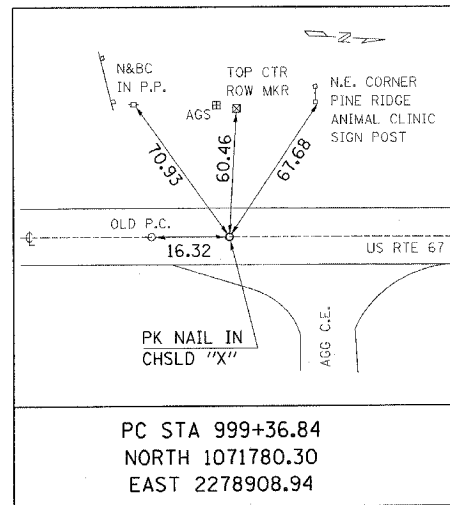 N
N&BC
IN P.P.
TOP CTR
ROW MKR
AGS
N.E. CORNER
PINE RIDGE
ANIMAL CLINIC
SIGN POST
70.93
60.46
67.68
OLD P.C.
℄
16.32
US RTE 67
PK NAIL IN
CHSLD "X"
AGG C.E.
PC STA 999+36.84
NORTH 1071780.30
EAST 2278908.94